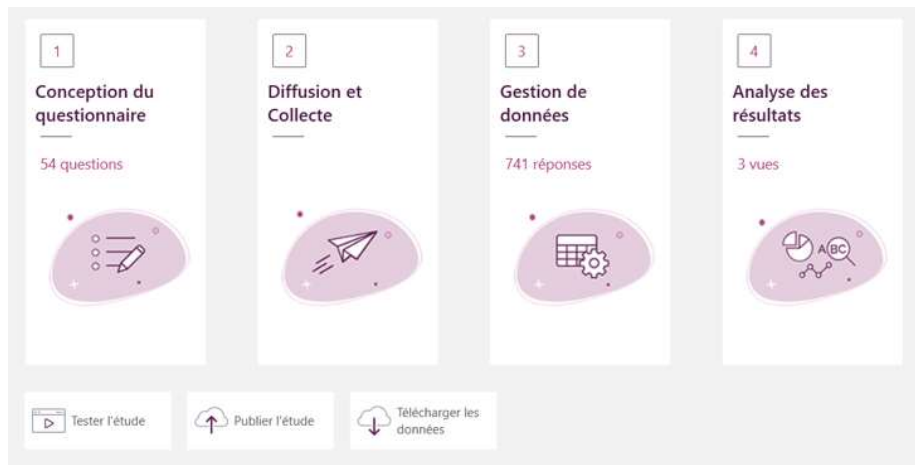 1
Conception du
questionnaire
54 questions
2
Diffusion et
Collecte
3
Gestion de
données
741 réponses
4
Analyse des
résultats
3 vues
ABC
Tester l'étude
Publier l'étude
Télécharger les
données